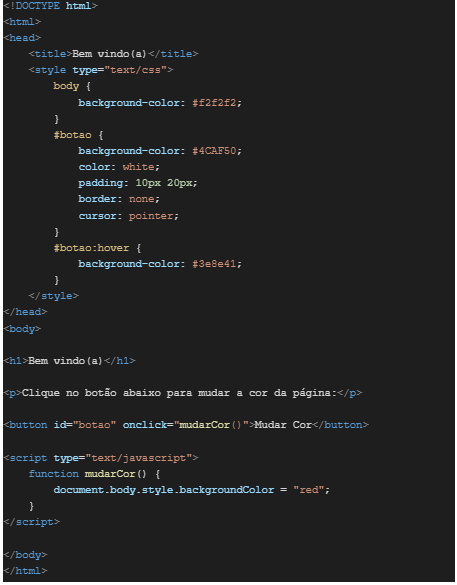 <!DOCTYPE html>
<html>
<head>
    <title>Bem vindo(a)</title>
    <style type="text/css">
        body {
            background-color: #f2f2f2;
        }
        #botao {
            background-color: #4CAF50;
            color: white;
            padding: 10px 20px;
            border: none;
            cursor: pointer;
        }
        #botao:hover {
            background-color: #3e8e41;
        }
    </style>
</head>
<body>

<h1>Bem vindo(a)</h1>

<p>Clique no botão abaixo para mudar a cor da página:</p>

<button id="botao" onclick="mudarCor()">Mudar Cor</button>

<script type="text/javascript">
    function mudarCor() {
        document.body.style.backgroundColor = "red";
    }
</script>

</body>
</html>